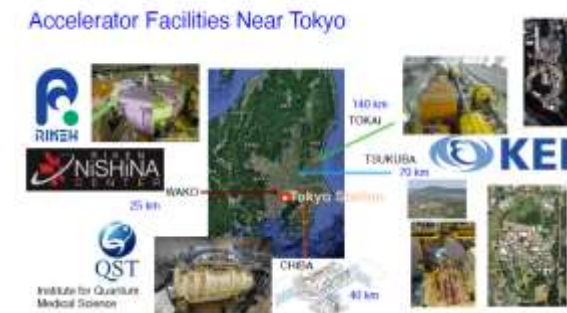 Accelerator Facilities Near Tokyo
RIKEN
140 km
TOKAI
NISHINA
CENTER
TSUKUBA
KEK
70 km
WAKO
Tokyo Station
25 km
QST
CHIBA
Institute for Quantum
Medical Science
40 km